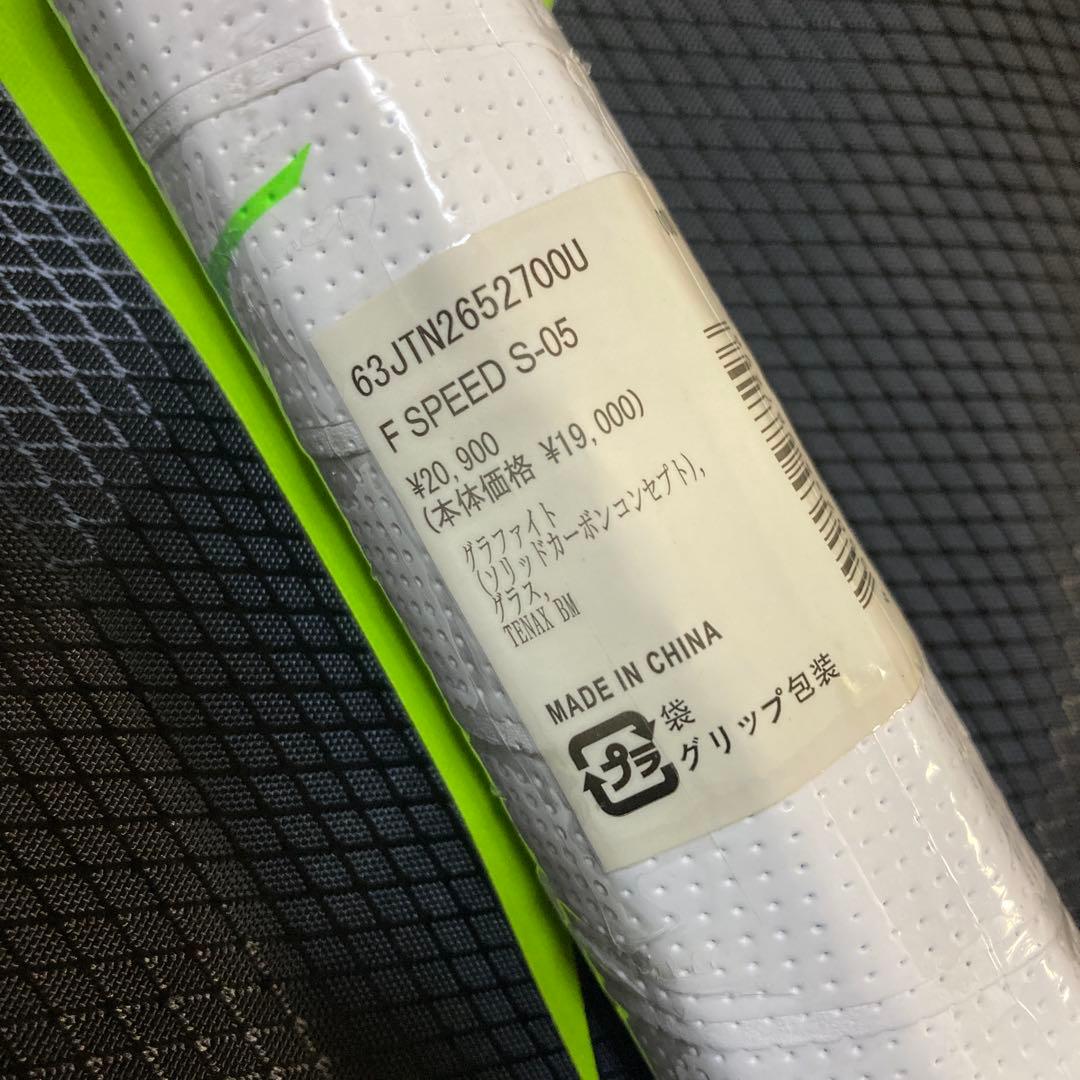 63JTN2652700U
F SPEED S-05
¥20,900
(本体価格 ¥19,000)
グラファイト
(ソリッドカーボンコンセプト),
グラス,
TENAX BM
MADE IN CHINA
プラ
袋
グリップ包装